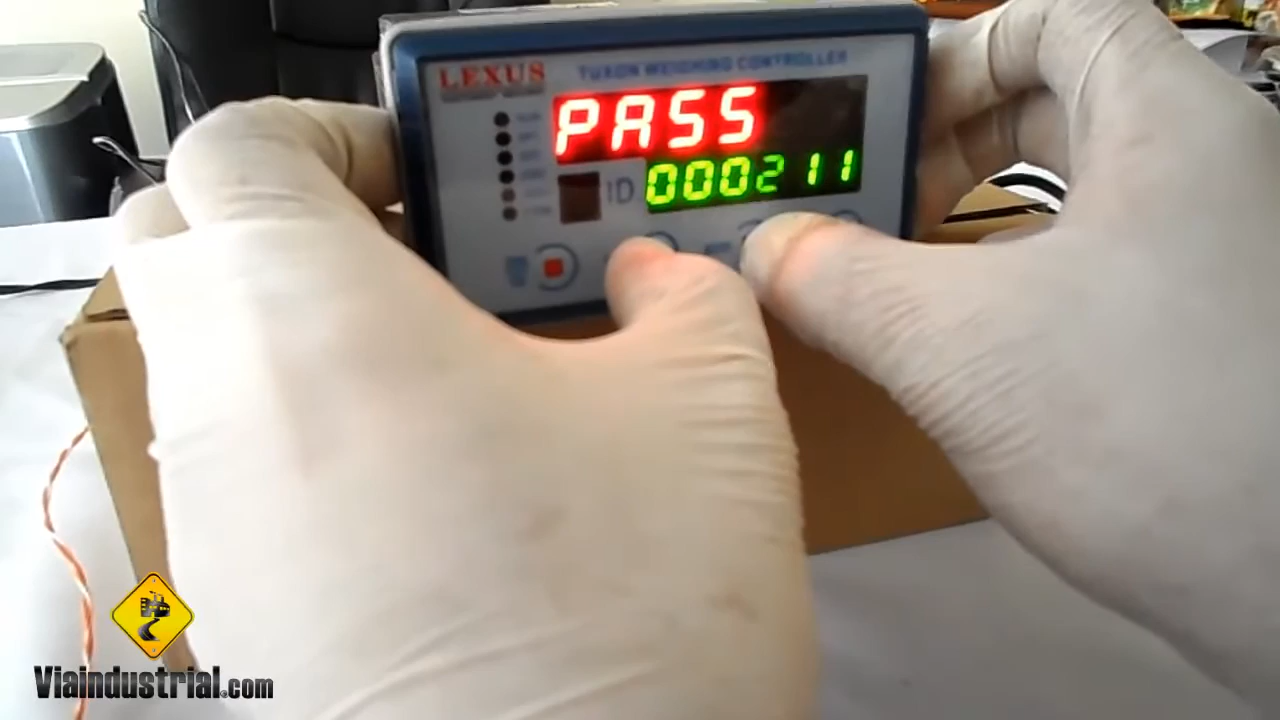 LEXUS
TUXON WEIGHING CONTROLLER
PASS
ID 000211
Viaindustrial.com